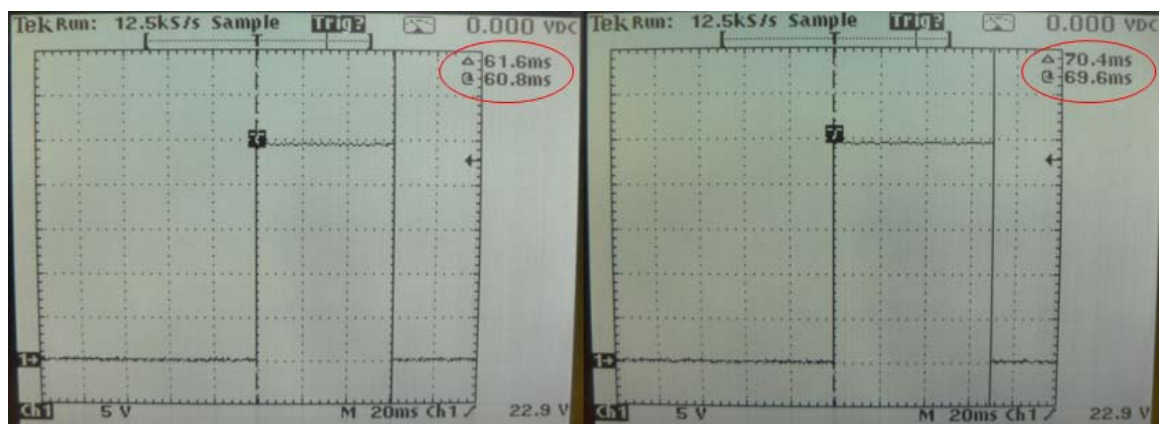 Tek Run: 12.5kS/s Sample Trig? 0.000 VDC
Δ 61.6ms
@ 60.8ms
T
1
Ch1 5 V M 20ms Ch1 22.9 V
Tek Run: 12.5kS/s Sample Trig? 0.000 VDC
Δ 70.4ms
@ 69.6ms
T
1
Ch1 5 V M 20ms Ch1 22.9 V